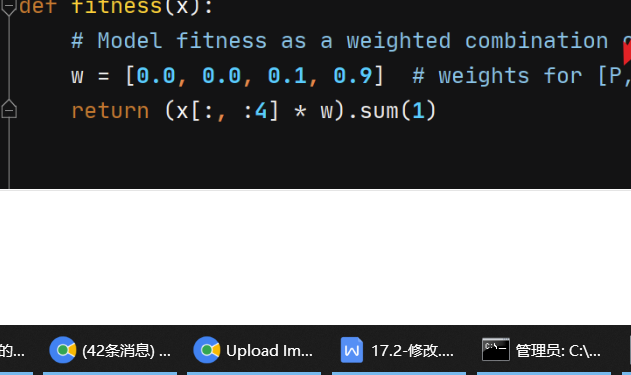 def fitness(x):
# Model fitness as a weighted combination
w = [0.0, 0.0, 0.1, 0.9]  # weights for [P,
return (x[:, :4] * w).sum(1)
的... (42条消息) ... Upload Im... 17.2-修改.... 管理员: C:\...